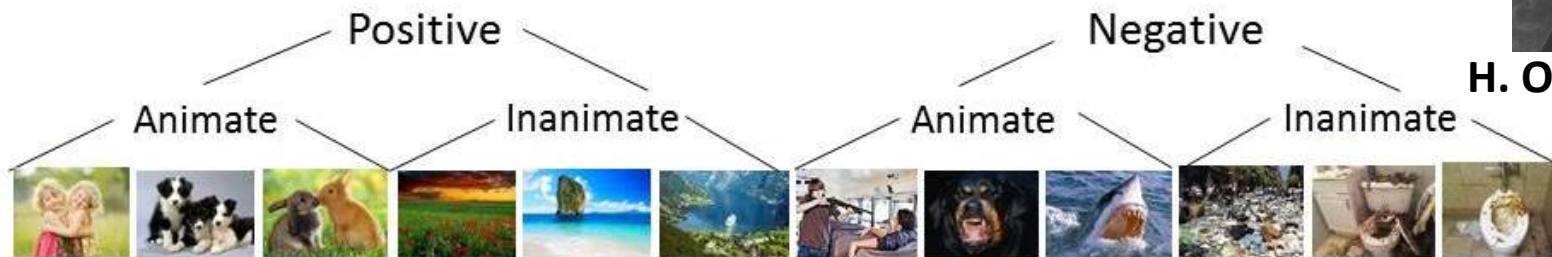 Positive
Negative
H. O
Animate
Inanimate
Animate
Inanimate